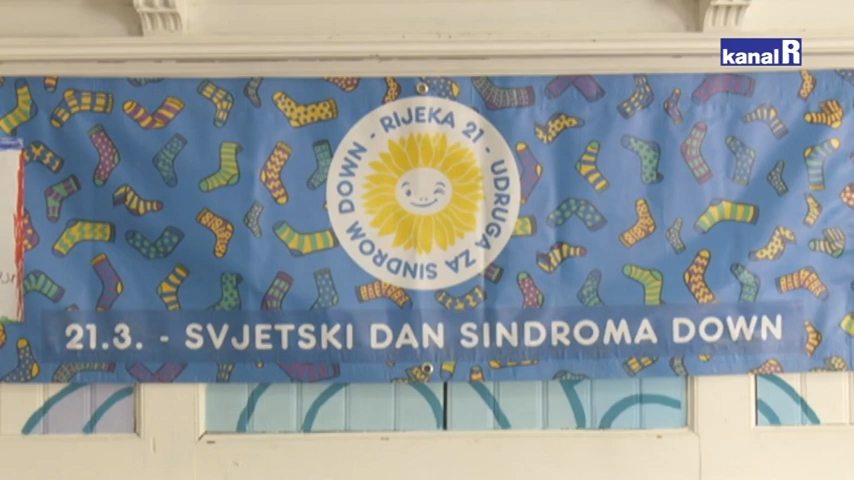 kanal R
RIJEKA 21 - UDRUGA ZA SINDROM DOWN -
21.3. - SVJETSKI DAN SINDROMA DOWN